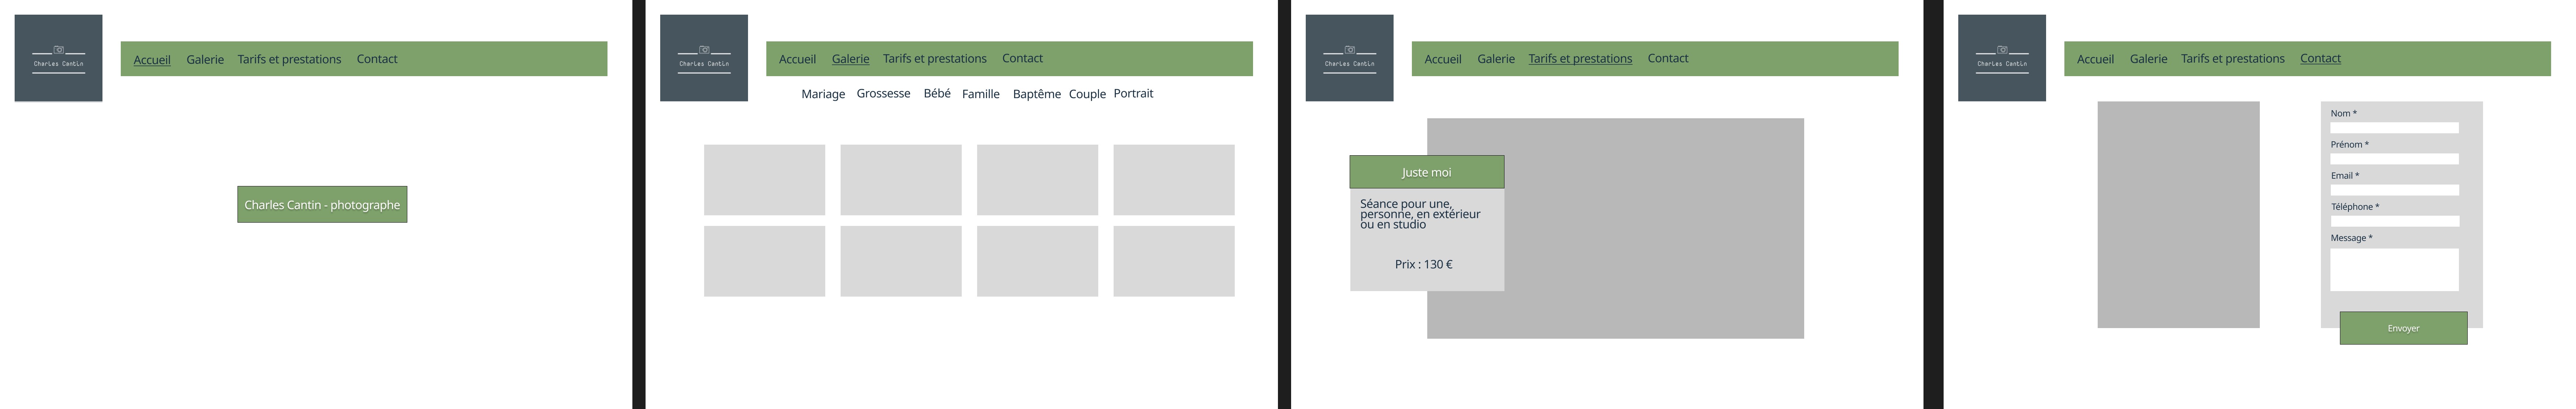 Charles Cantin
Accueil Galerie Tarifs et prestations Contact
Charles Cantin - photographe
Charles Cantin
Accueil Galerie Tarifs et prestations Contact
Mariage Grossesse Bébé Famille Baptême Couple Portrait
Charles Cantin
Accueil Galerie Tarifs et prestations Contact
Juste moi
Séance pour une,
personne, en extérieur
ou en studio
Prix : 130 €
Charles Cantin
Accueil Galerie Tarifs et prestations Contact
Nom *
Prénom *
Email *
Téléphone *
Message *
Envoyer